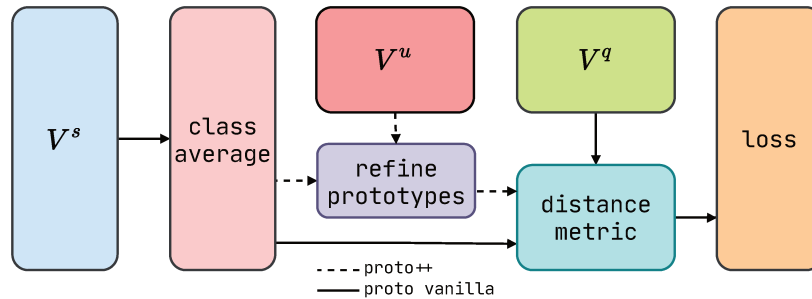 V^s
class
average
V^u
refine
prototypes
V^q
distance
metric
loss
proto++
proto vanilla